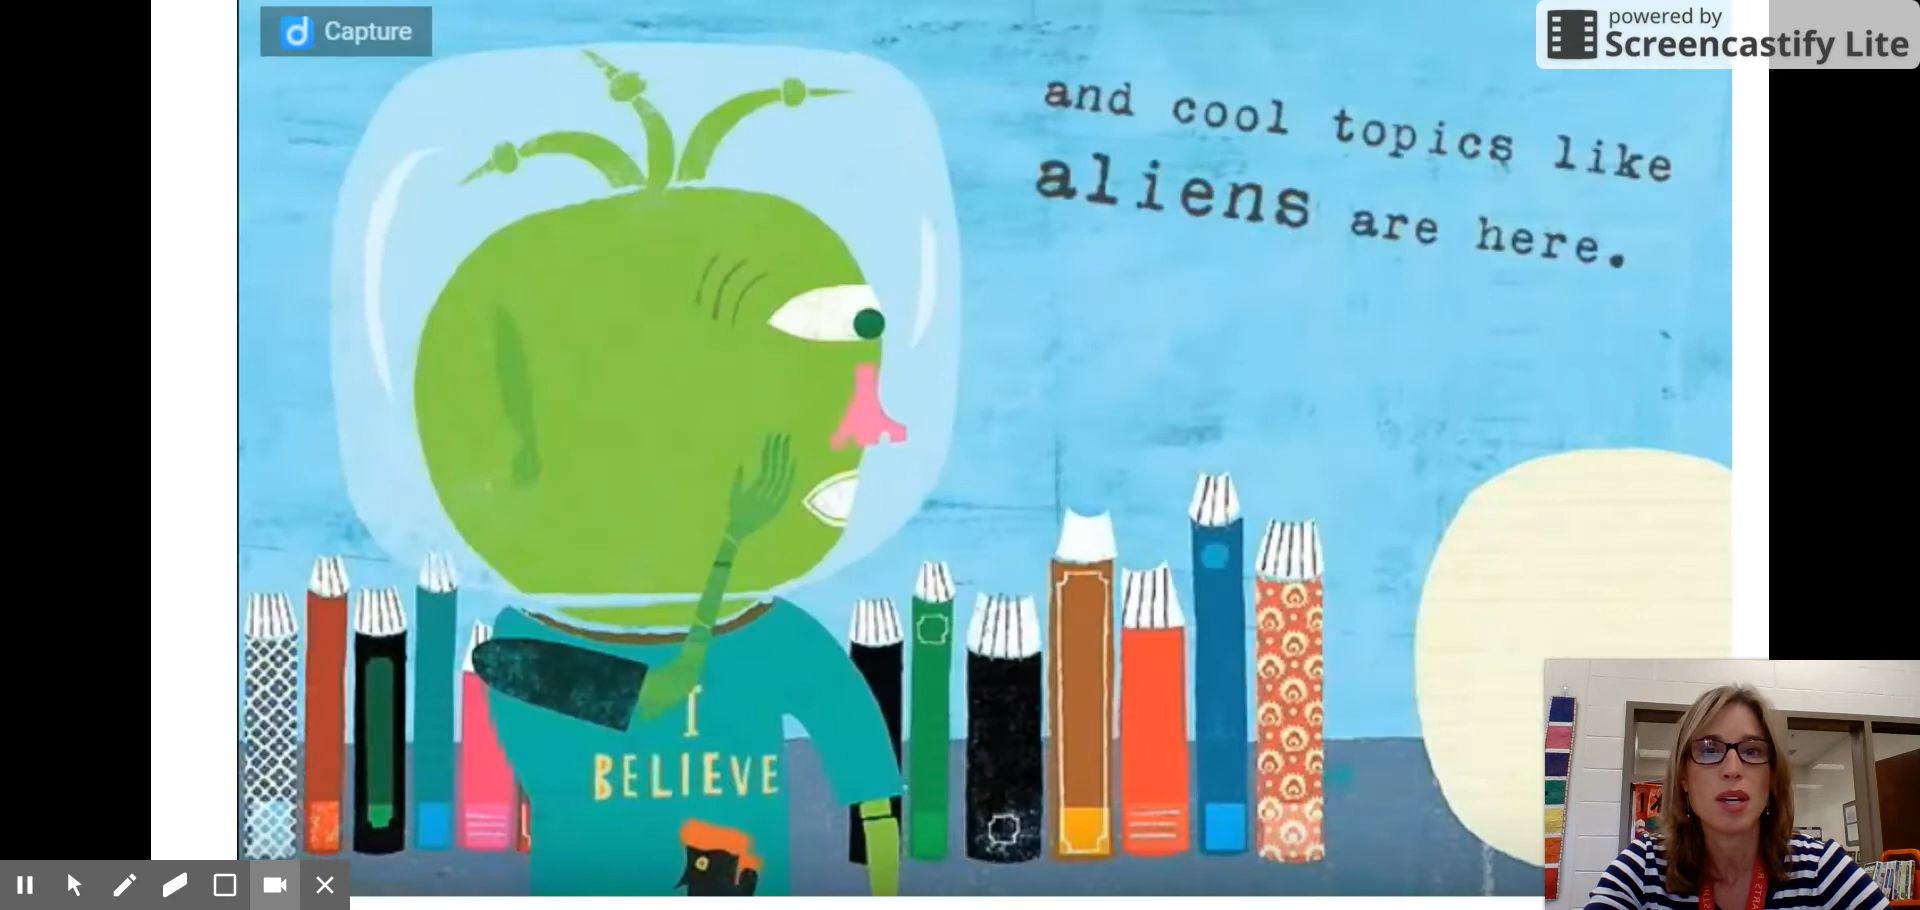 Capture
powered by
Screencastify Lite
and cool topics like
aliens are here.
I
BELIEVE